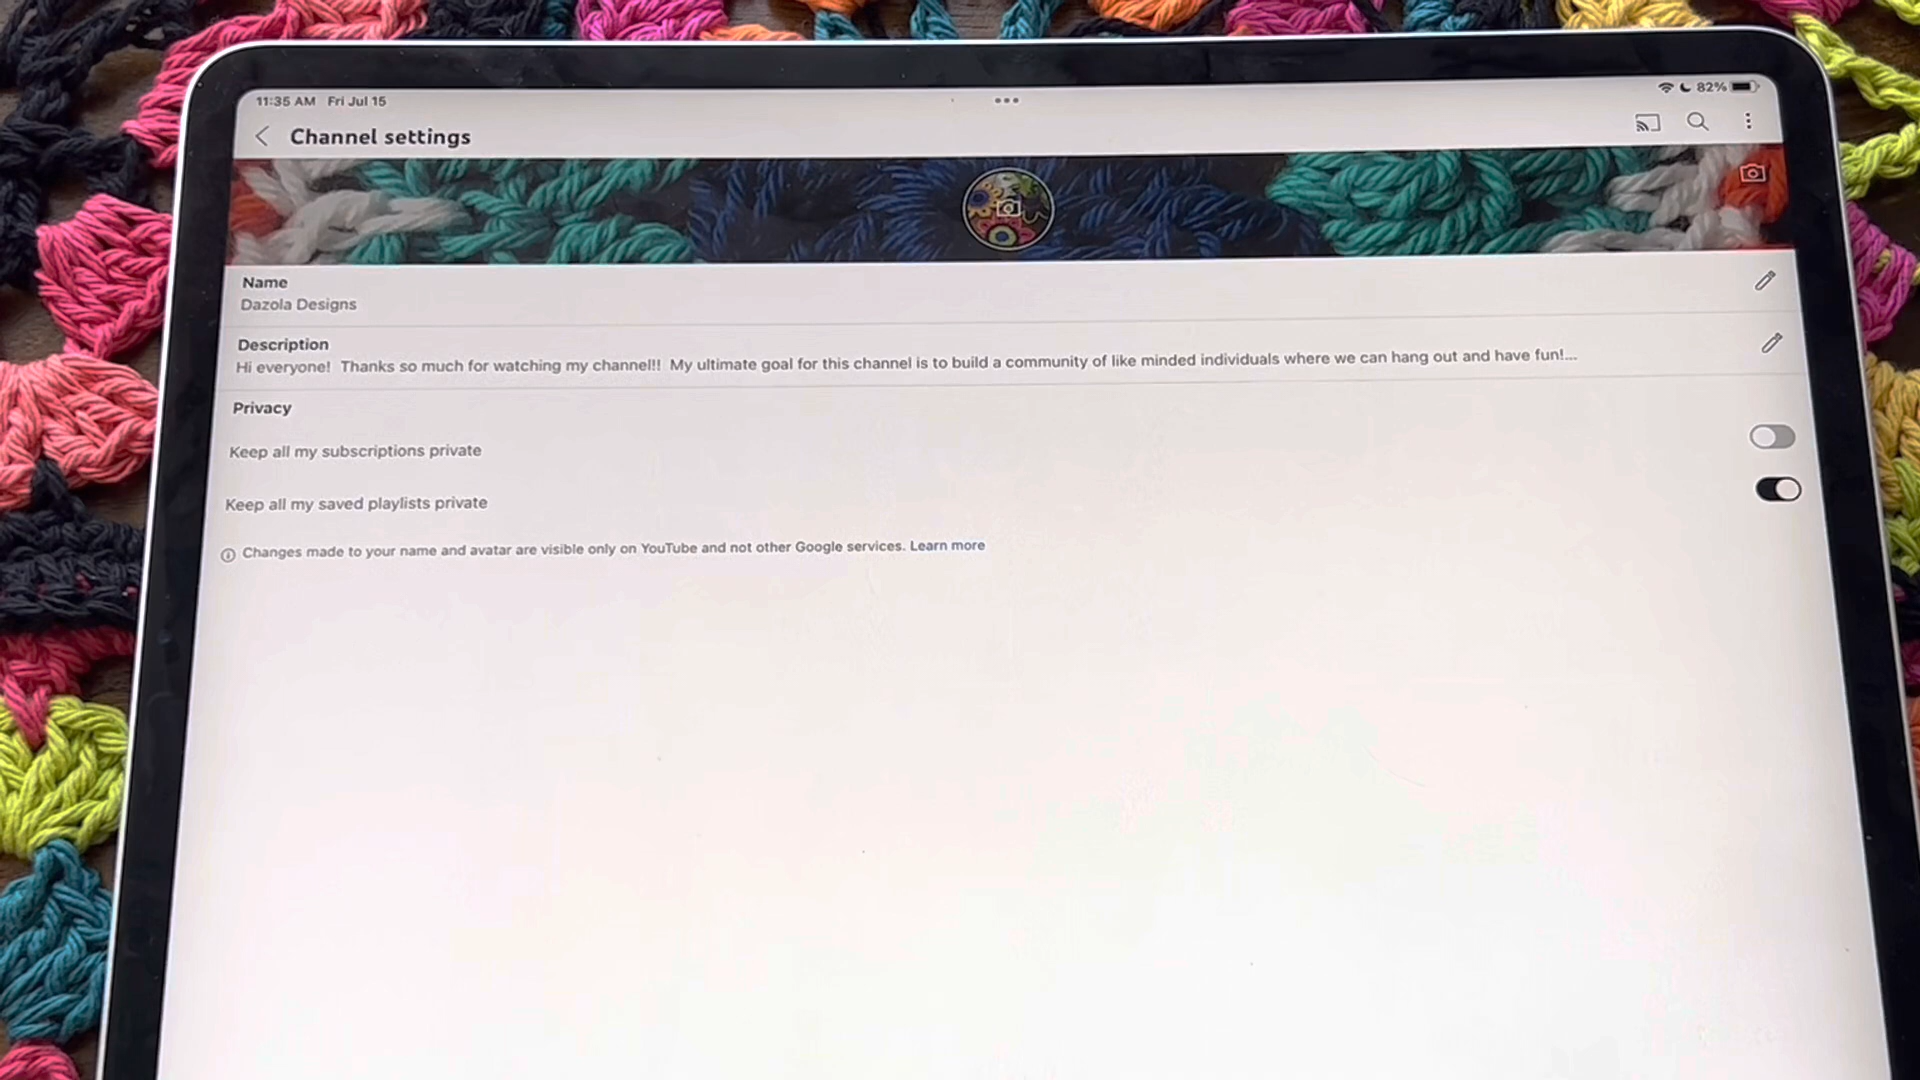 11:35 AM Fri Jul 15
82%
Channel settings
Name
Dazola Designs
Description
Hi everyone! Thanks so much for watching my channel!! My ultimate goal for this channel is to build a community of like minded individuals where we can hang out and have fun!...
Privacy
Keep all my subscriptions private
Keep all my saved playlists private
Changes made to your name and avatar are visible only on YouTube and not other Google services. Learn more